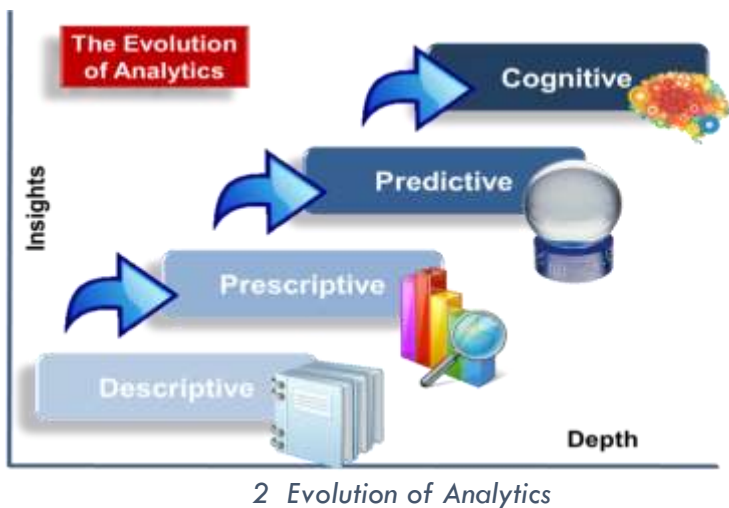 The Evolution
of Analytics
Cognitive
Predictive
Insights
Prescriptive
Descriptive
Depth
2 Evolution of Analytics